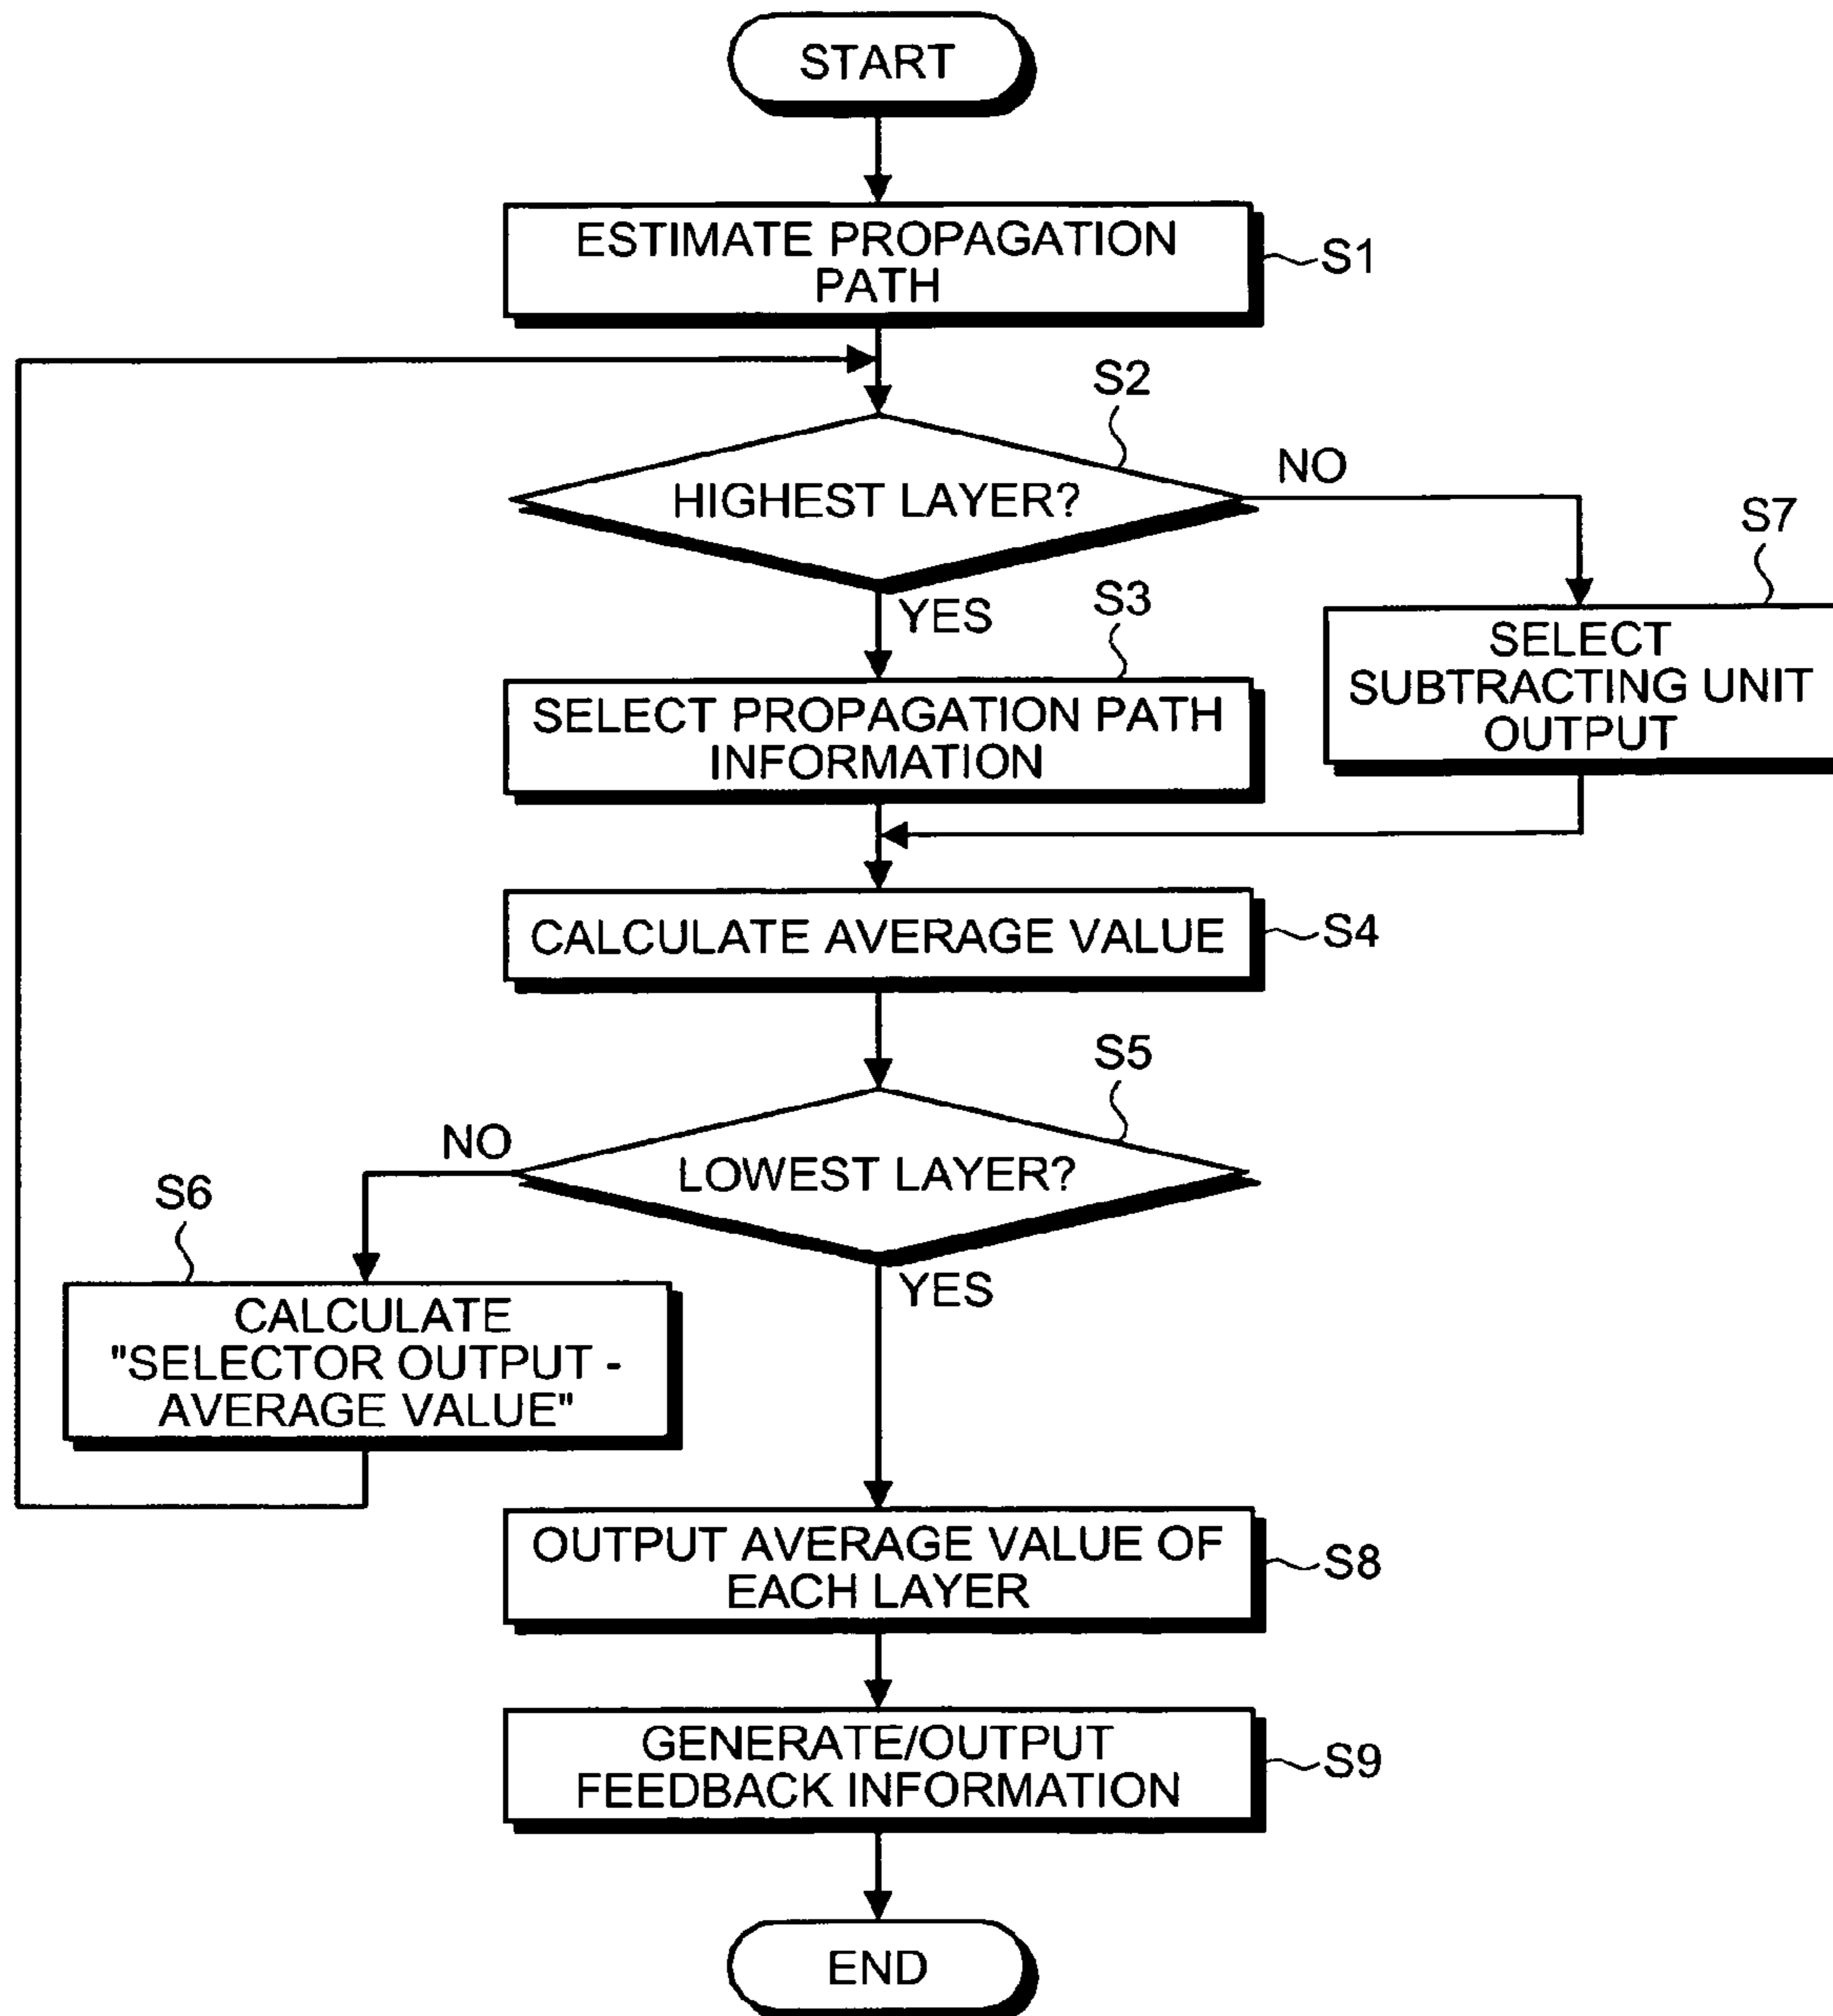 START
ESTIMATE PROPAGATION
PATH
S1
S2
HIGHEST LAYER?
NO
S7
YES
S3
SELECT
SUBTRACTING UNIT
OUTPUT
SELECT PROPAGATION PATH
INFORMATION
CALCULATE AVERAGE VALUE
S4
S5
NO
LOWEST LAYER?
S6
YES
CALCULATE
"SELECTOR OUTPUT -
AVERAGE VALUE"
OUTPUT AVERAGE VALUE OF
EACH LAYER
S8
GENERATE/OUTPUT
FEEDBACK INFORMATION
S9
END